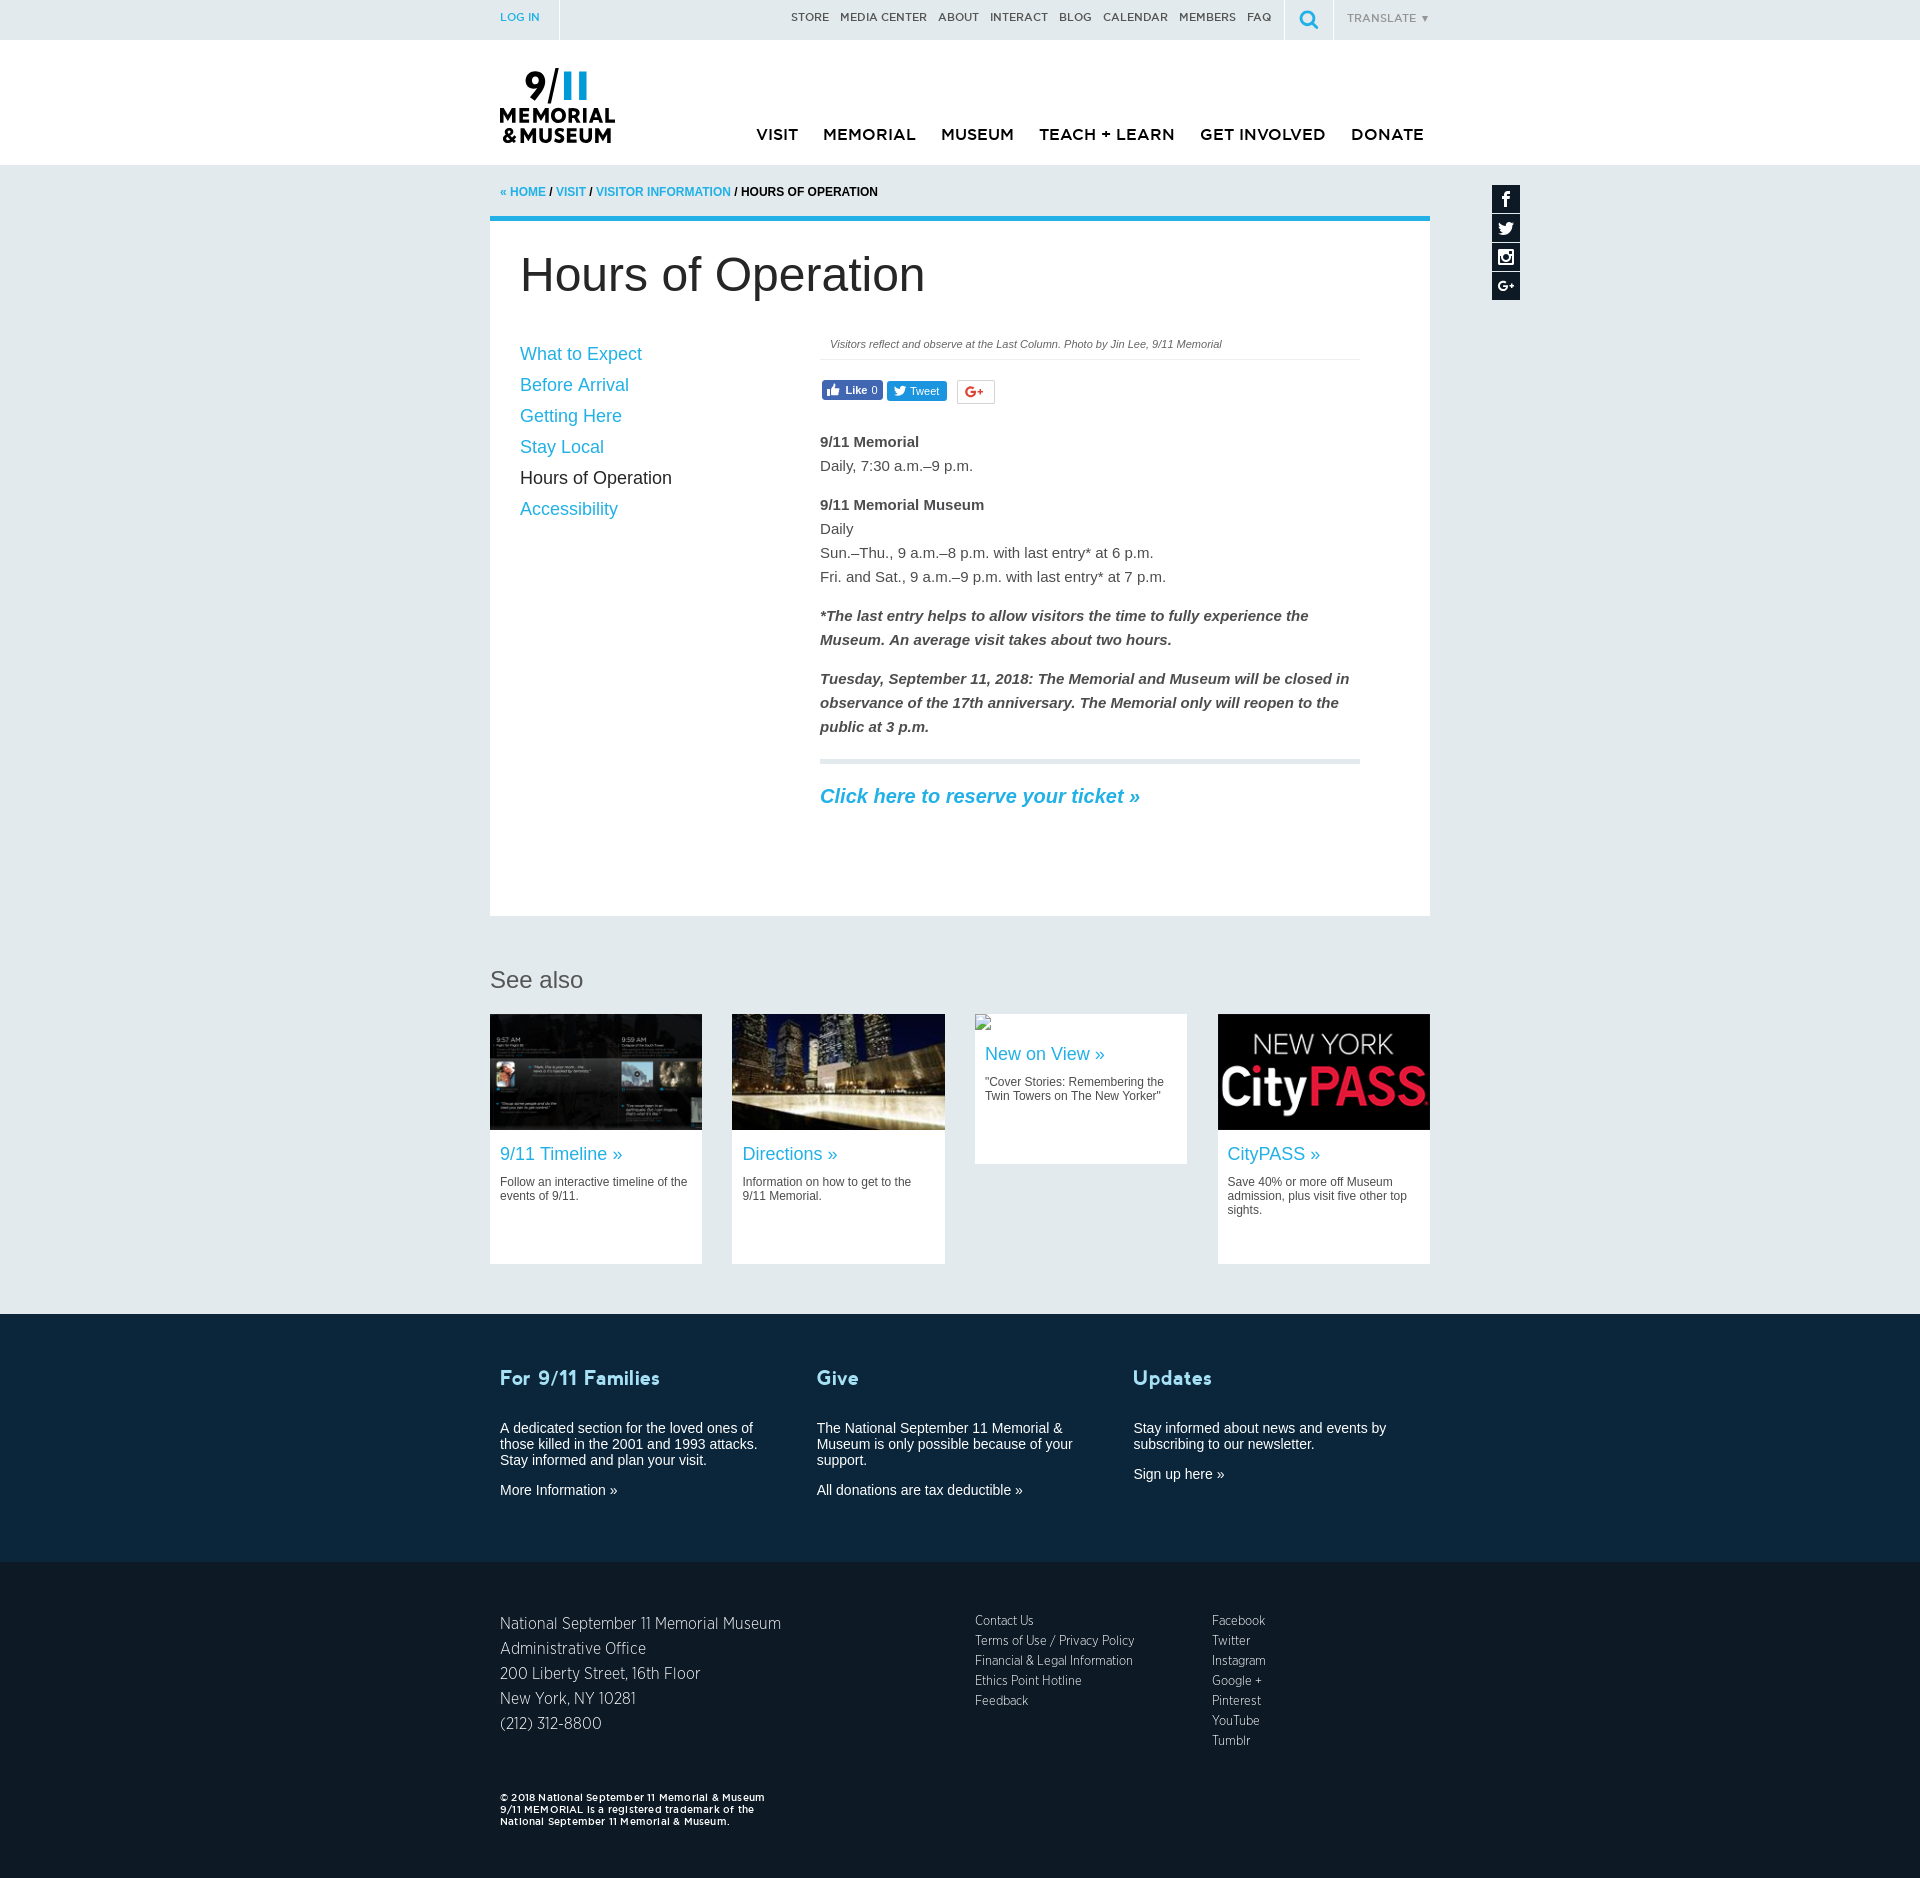 LOG IN
STORE MEDIA CENTER ABOUT INTERACT BLOG CALENDAR MEMBERS FAQ
TRANSLATE ▼
9/11
MEMORIAL
& MUSEUM
VISIT MEMORIAL MUSEUM TEACH + LEARN GET INVOLVED DONATE
« HOME / VISIT / VISITOR INFORMATION / HOURS OF OPERATION
Hours of Operation
What to Expect
Before Arrival
Getting Here
Stay Local
Hours of Operation
Accessibility
Visitors reflect and observe at the Last Column. Photo by Jin Lee, 9/11 Memorial
Like 0
Tweet
G+
9/11 Memorial
Daily, 7:30 a.m.–9 p.m.
9/11 Memorial Museum
Daily
Sun.–Thu., 9 a.m.–8 p.m. with last entry* at 6 p.m.
Fri. and Sat., 9 a.m.–9 p.m. with last entry* at 7 p.m.
*The last entry helps to allow visitors the time to fully experience the
Museum. An average visit takes about two hours.
Tuesday, September 11, 2018: The Memorial and Museum will be closed in
observance of the 17th anniversary. The Memorial only will reopen to the
public at 3 p.m.
Click here to reserve your ticket »
See also
9:57 AM
9:59 AM
9/11 Timeline »
Follow an interactive timeline of the
events of 9/11.
Directions »
Information on how to get to the
9/11 Memorial.
New on View »
"Cover Stories: Remembering the
Twin Towers on The New Yorker"
NEW YORK
CityPASS
CityPASS »
Save 40% or more off Museum
admission, plus visit five other top
sights.
For 9/11 Families
A dedicated section for the loved ones of
those killed in the 2001 and 1993 attacks.
Stay informed and plan your visit.
More Information »
Give
The National September 11 Memorial &
Museum is only possible because of your
support.
All donations are tax deductible »
Updates
Stay informed about news and events by
subscribing to our newsletter.
Sign up here »
National September 11 Memorial Museum
Administrative Office
200 Liberty Street, 16th Floor
New York, NY 10281
(212) 312-8800
Contact Us
Terms of Use / Privacy Policy
Financial & Legal Information
Ethics Point Hotline
Feedback
Facebook
Twitter
Instagram
Google +
Pinterest
YouTube
Tumblr
© 2018 National September 11 Memorial & Museum
9/11 MEMORIAL is a registered trademark of the
National September 11 Memorial & Museum.